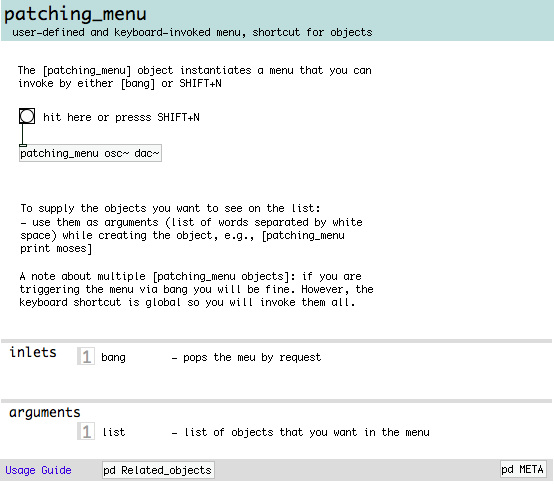 patching_menu
user-defined and keyboard-invoked menu, shortcut for objects
The [patching_menu] object instantiates a menu that you can
invoke by either [bang] or SHIFT+N
hit here or presss SHIFT+N
patching_menu osc~ dac~
To supply the objects you want to see on the list:
- use them as arguments (list of words separated by white
space) while creating the object, e.g., [patching_menu
print moses]
A note about multiple [patching_menu objects]: if you are
triggering the menu via bang you will be fine. However, the
keyboard shortcut is global so you will invoke them all.
inlets
1 bang - pops the meu by request
arguments
1 list - list of objects that you want in the menu
Usage Guide pd Related_objects pd META